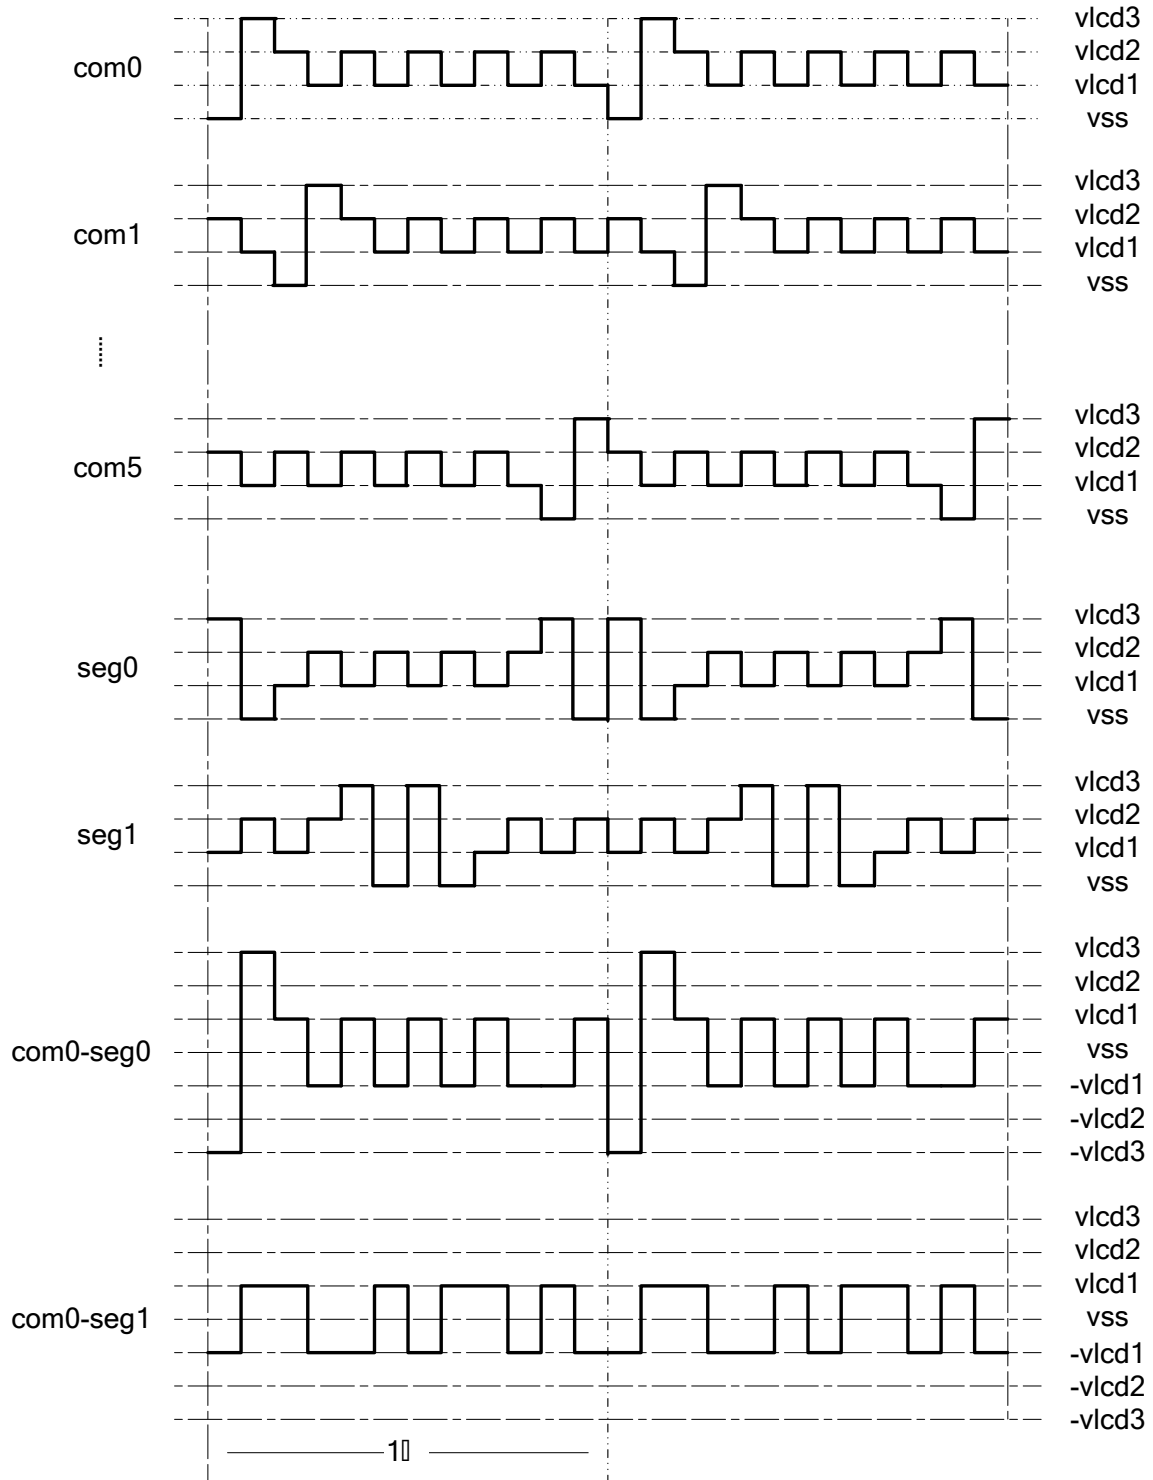 com0
vlcd3
vlcd2
vlcd1
vss
com1
vlcd3
vlcd2
vlcd1
vss
......
com5
vlcd3
vlcd2
vlcd1
vss
seg0
vlcd3
vlcd2
vlcd1
vss
seg1
vlcd3
vlcd2
vlcd1
vss
com0-seg0
vlcd3
vlcd2
vlcd1
vss
-vlcd1
-vlcd2
-vlcd3
com0-seg1
vlcd3
vlcd2
vlcd1
vss
-vlcd1
-vlcd2
-vlcd3
1